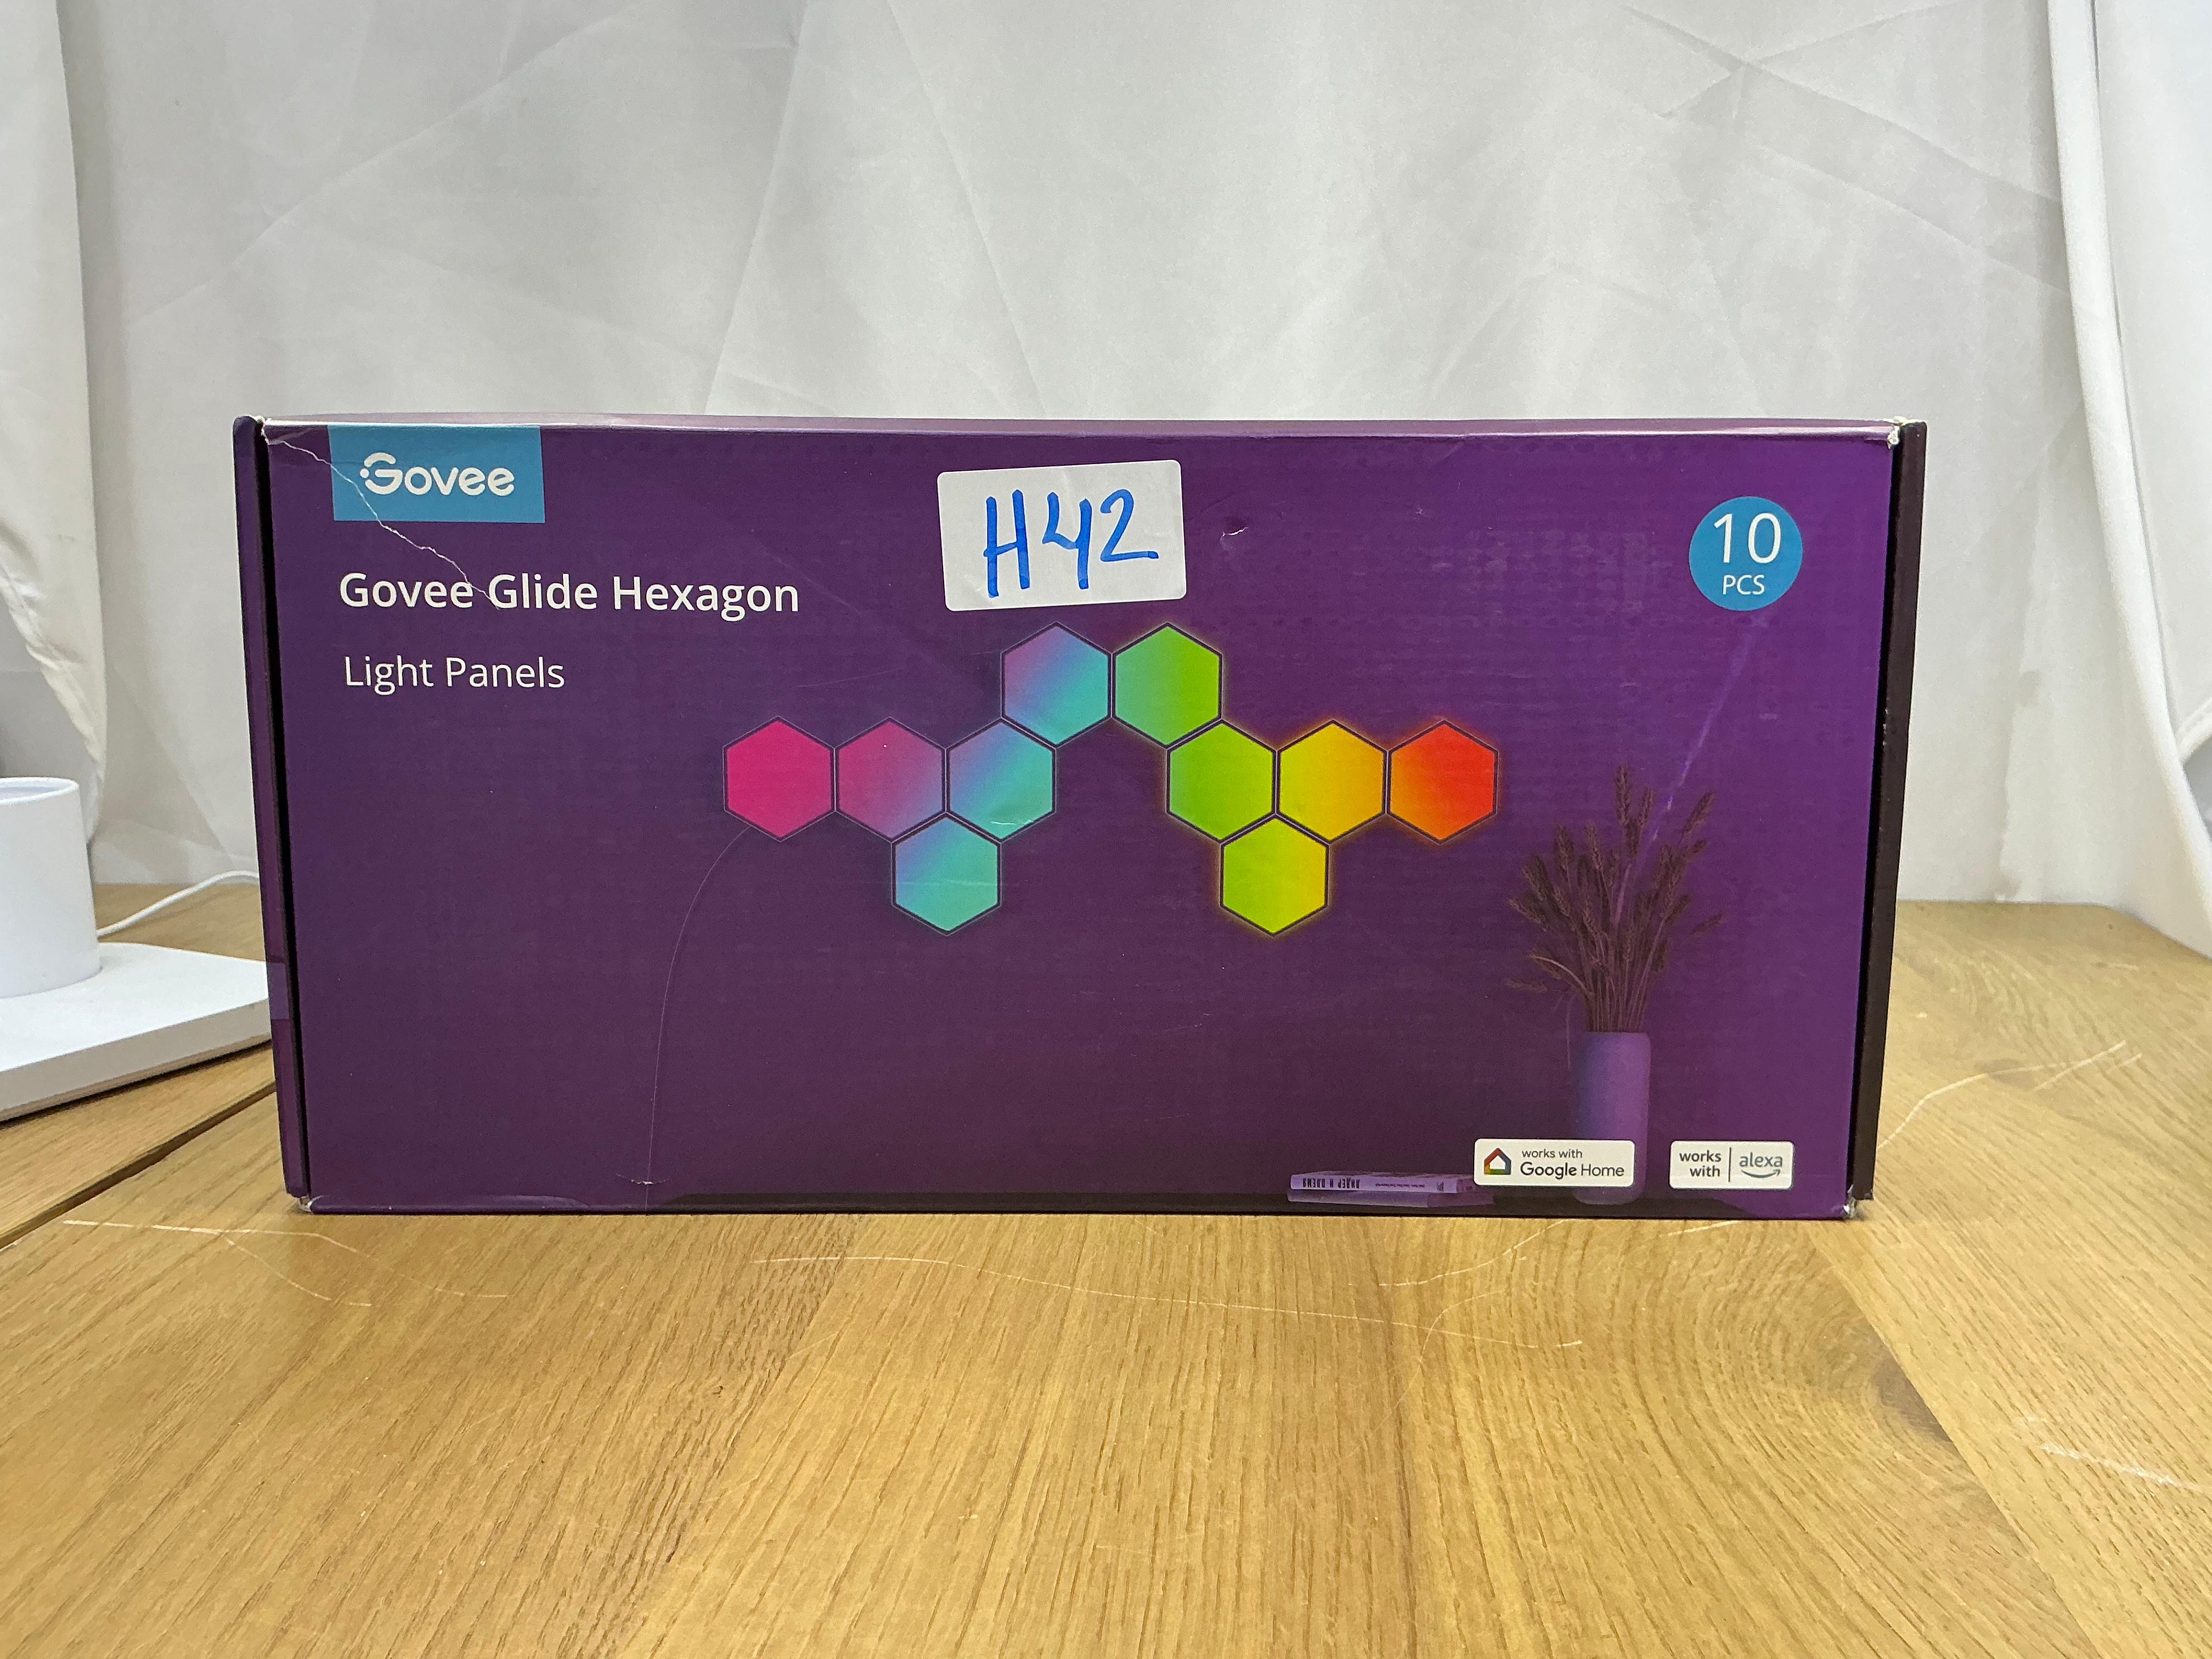 Govee
H42
10
PCS
Govee Glide Hexagon
Light Panels
works with
Google Home
works
with
alexa